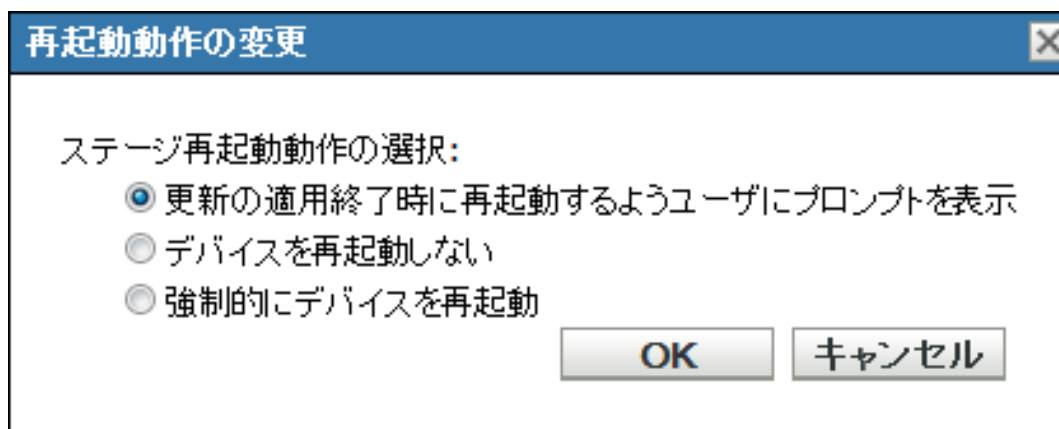 再起動動作の変更
ステージ再起動動作の選択:
更新の適用終了時に再起動するようユーザにプロンプトを表示
デバイスを再起動しない
強制的にデバイスを再起動
OK キャンセル